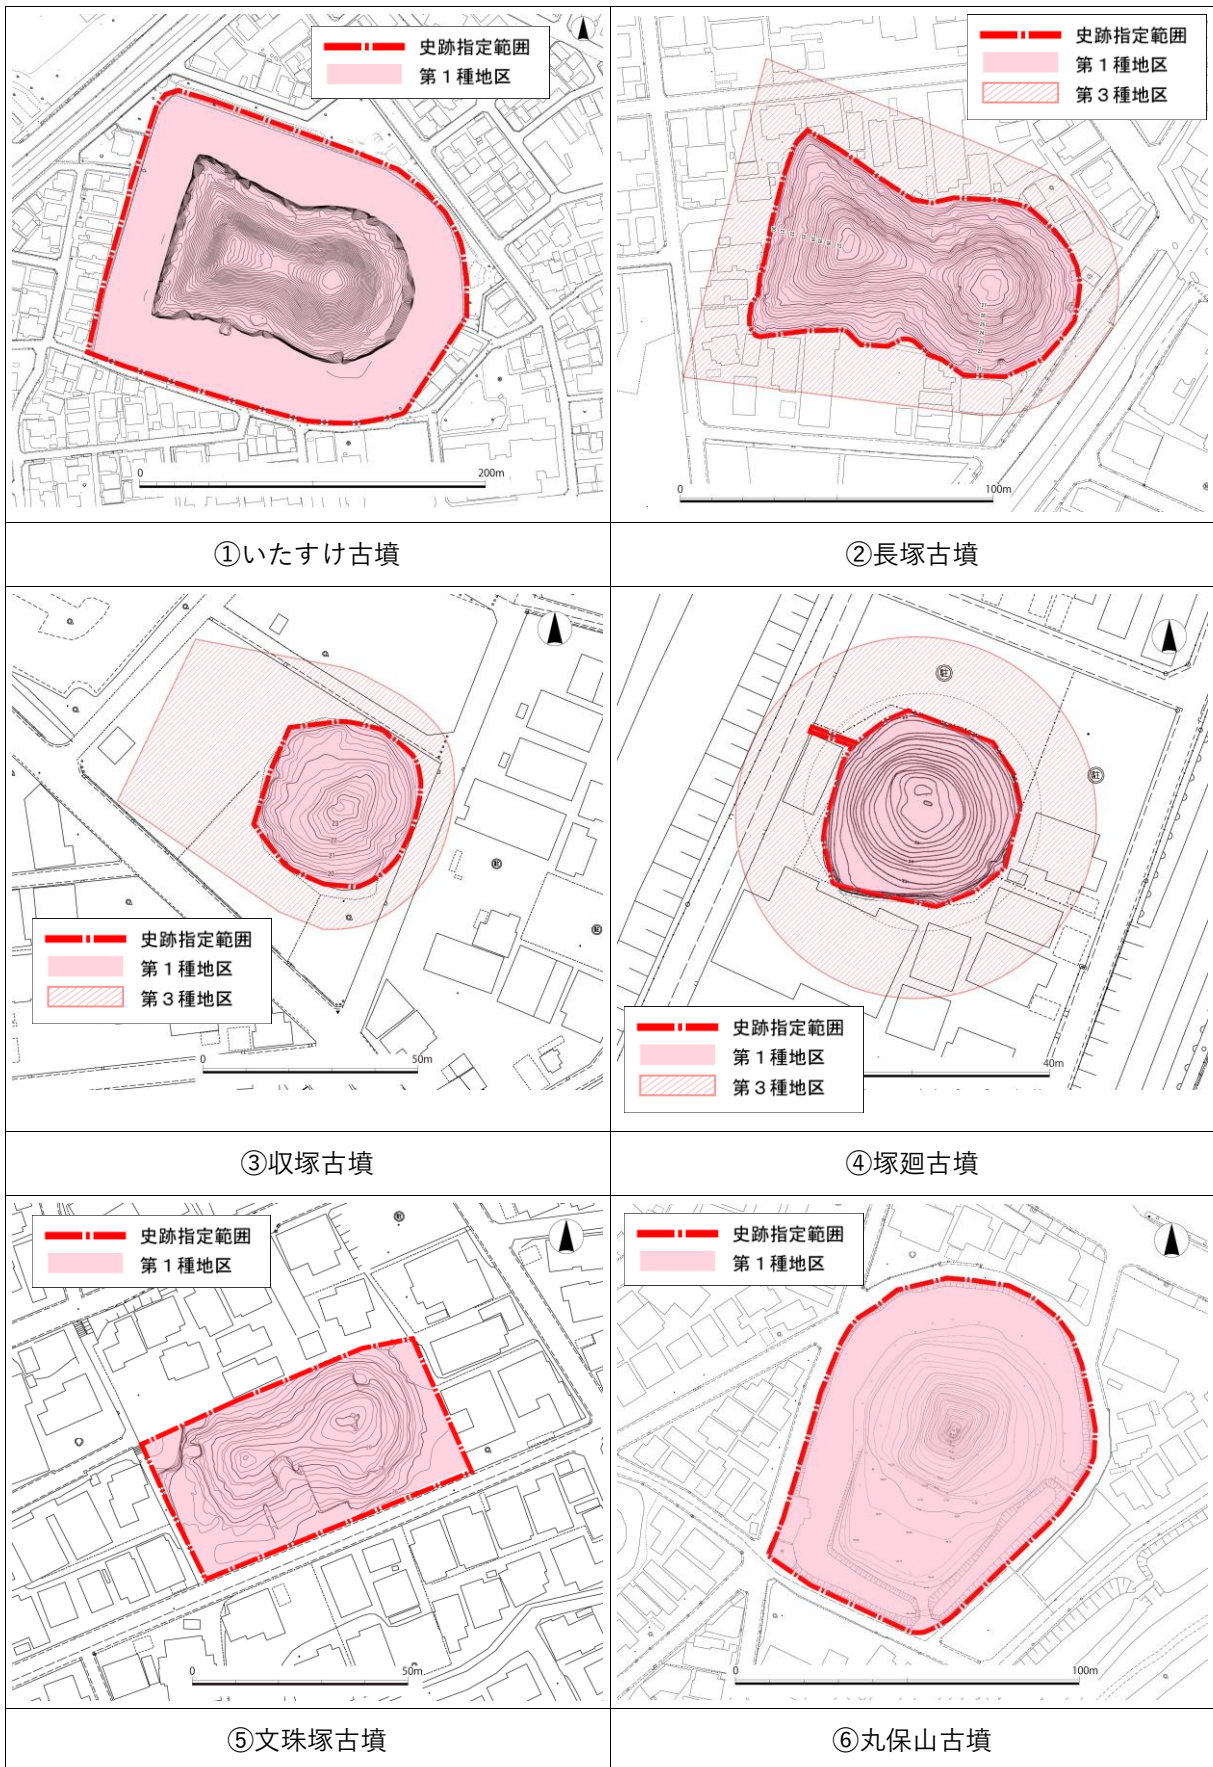 史跡指定範囲
第1種地区
0
200m
①いたすけ古墳
史跡指定範囲
第1種地区
第3種地区
0
100m
②長塚古墳
史跡指定範囲
第1種地区
第3種地区
0
50m
③収塚古墳
史跡指定範囲
第1種地区
第3種地区
40m
④塚廻古墳
史跡指定範囲
第1種地区
0
50m
⑤文珠塚古墳
史跡指定範囲
第1種地区
0
100m
⑥丸保山古墳